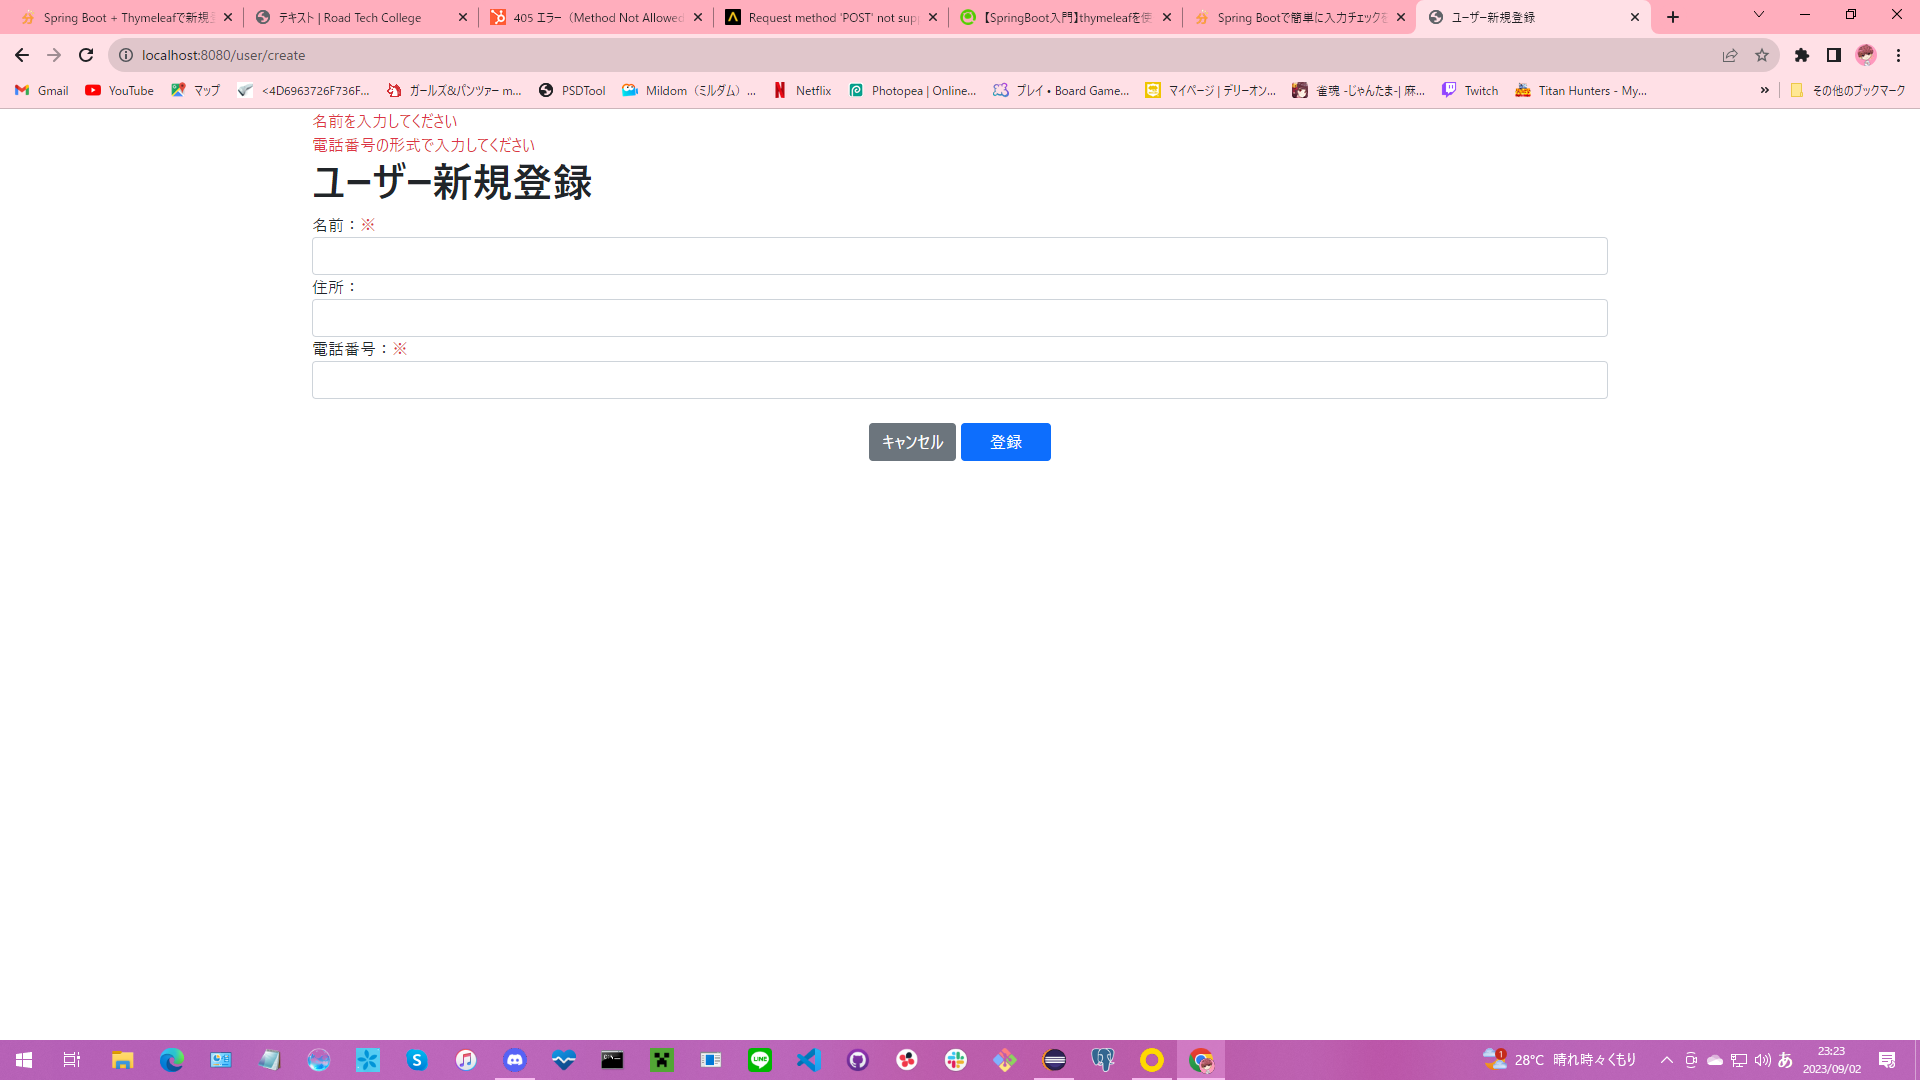 Spring Boot + Thymeleafで新規登
テキスト | Road Tech College
405 エラー（Method Not Allowed
Request method 'POST' not supp
【SpringBoot入門】thymeleafを使
Spring Bootで簡単に入力チェックを
ユーザー新規登録
localhost:8080/user/create
Gmail
YouTube
マップ
<4D6963726F736F...
ガールズ&パンツァー m...
PSDTool
Mildom（ミルダム）...
Netflix
Photopea | Online...
プレイ • Board Game...
マイページ | デリーオン...
雀魂 -じゃんたま-| 麻...
Twitch
Titan Hunters - My...
»
その他のブックマーク
名前を入力してください
電話番号の形式で入力してください
ユーザー新規登録
名前：※
住所：
電話番号：※
キャンセル
登録
28°C 晴れ時々くもり
あ
23:23
2023/09/02